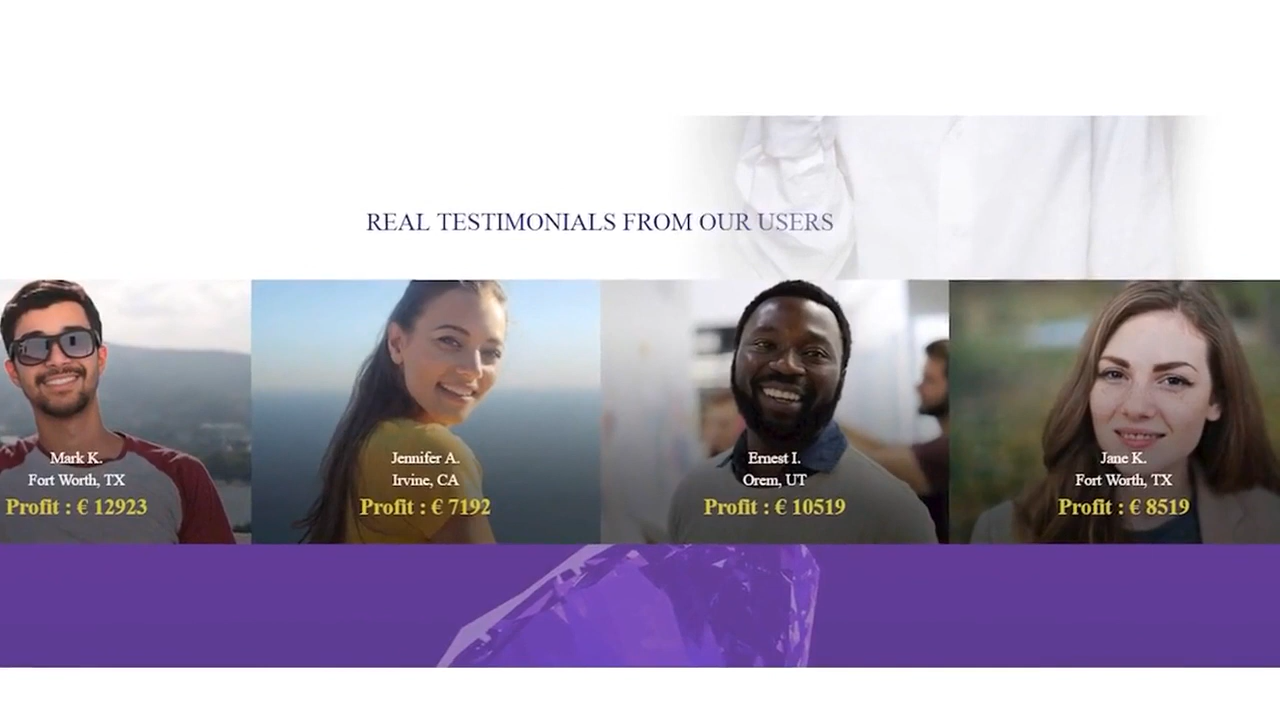 REAL TESTIMONIALS FROM OUR USERS
Mark K.
Fort Worth, TX
Profit : € 12923
Jennifer A.
Irvine, CA
Profit : € 7192
Ernest I.
Orem, UT
Profit : € 10519
Jane K.
Fort Worth, TX
Profit : € 8519